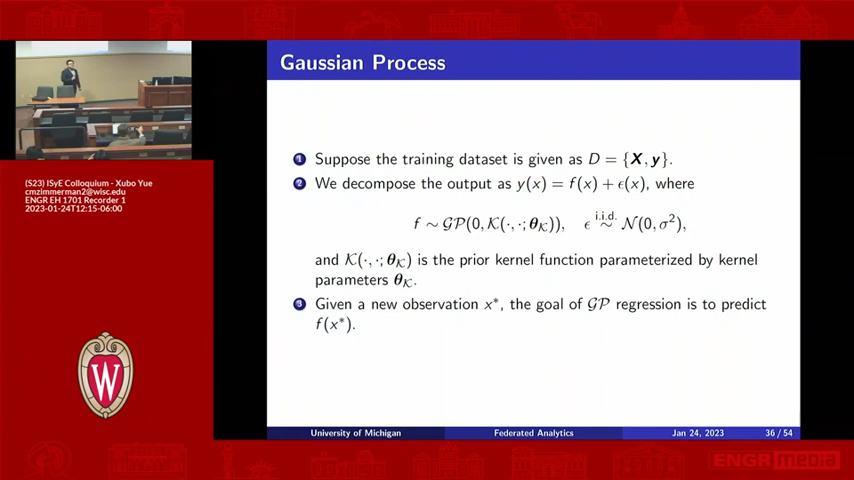 Gaussian Process
1 Suppose the training dataset is given as D = {X, y}.
2 We decompose the output as y(x) = f(x) + ϵ(x), where
f ∼ 𝒢𝒫(0, 𝒦(·, ·; θ_𝒦)), ϵ i.i.d. ∼ 𝒩(0, σ²),
and 𝒦(·, ·; θ_𝒦) is the prior kernel function parameterized by kernel
parameters θ_𝒦.
3 Given a new observation x*, the goal of 𝒢𝒫 regression is to predict
f(x*).
(S23) ISyE Colloquium - Xubo Yue
cmzimmerman2@wisc.edu
ENGR EH 1701 Recorder 1
2023-01-24T12:15-06:00
W
University of Michigan Federated Analytics Jan 24, 2023 36 / 54
ENGR media